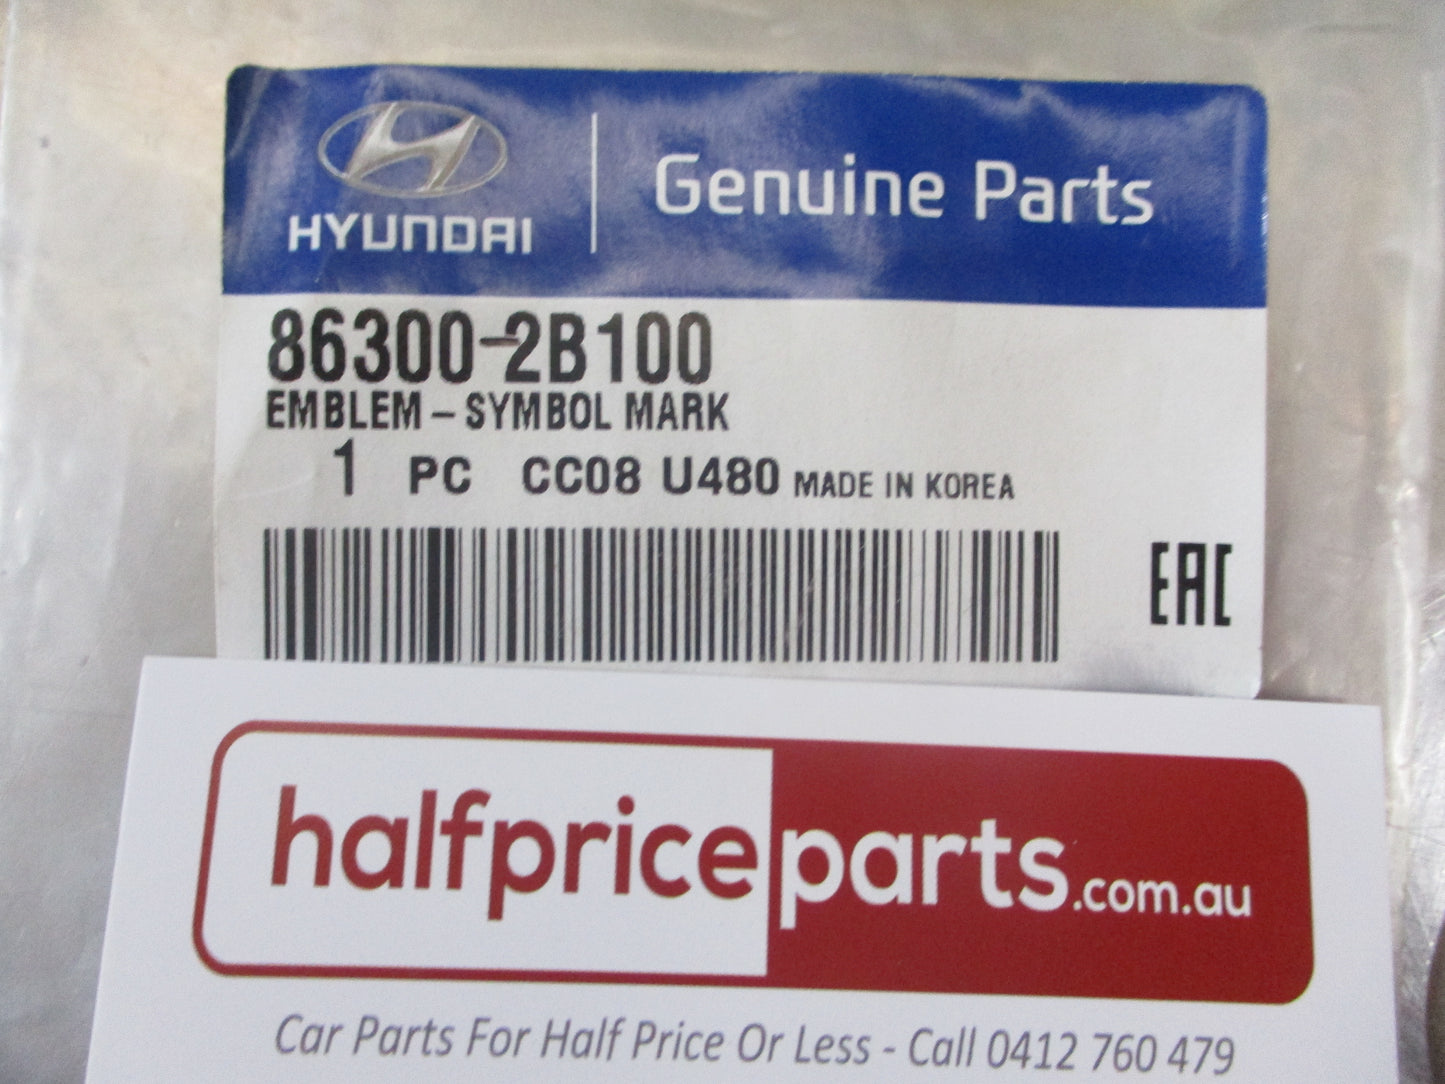 HYUNDAI
Genuine Parts
86300-2B100
EMBLEM-SYMBOL MARK
1 PC CC08 U480 MADE IN KOREA
EAC
halfpriceparts.com.au
Car Parts For Half Price Or Less - Call 0412 760 479